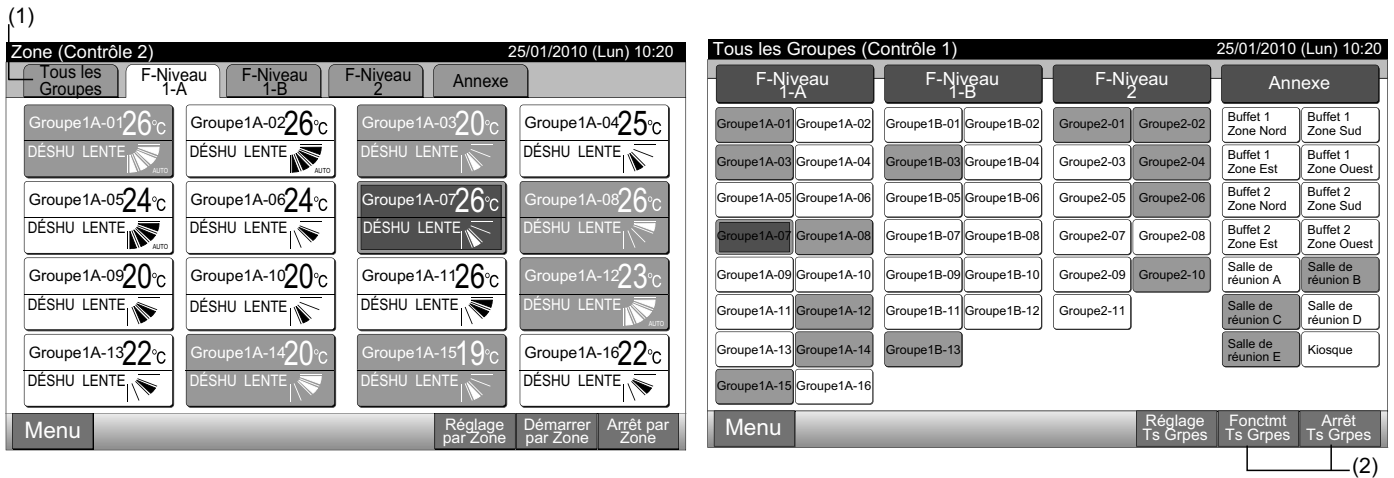 (1)
Zone (Contrôle 2) 25/01/2010 (Lun) 10:20
Tous les Groupes F-Niveau 1-A F-Niveau 1-B F-Niveau 2 Annexe
Groupe1A-01 26°C Groupe1A-02 26°C Groupe1A-03 20°C Groupe1A-04 25°C
DÉSHU LENTE AUTO DÉSHU LENTE AUTO DÉSHU LENTE DÉSHU LENTE
Groupe1A-05 24°C Groupe1A-06 24°C Groupe1A-07 26°C Groupe1A-08 26°C
DÉSHU LENTE AUTO DÉSHU LENTE DÉSHU LENTE DÉSHU LENTE
Groupe1A-09 20°C Groupe1A-10 20°C Groupe1A-11 26°C Groupe1A-12 23°C
DÉSHU LENTE DÉSHU LENTE DÉSHU LENTE DÉSHU LENTE AUTO
Groupe1A-13 22°C Groupe1A-14 20°C Groupe1A-15 19°C Groupe1A-16 22°C
DÉSHU LENTE DÉSHU LENTE DÉSHU LENTE DÉSHU LENTE
Menu Réglage par Zone Démarrer par Zone Arrêt par Zone
Tous les Groupes (Contrôle 1) 25/01/2010 (Lun) 10:20
F-Niveau 1-A F-Niveau 1-B F-Niveau 2 Annexe
Groupe1A-01 Groupe1A-02 Groupe1B-01 Groupe1B-02 Groupe2-01 Groupe2-02 Buffet 1 Zone Nord Buffet 1 Zone Sud
Groupe1A-03 Groupe1A-04 Groupe1B-03 Groupe1B-04 Groupe2-03 Groupe2-04 Buffet 1 Zone Est Buffet 1 Zone Ouest
Groupe1A-05 Groupe1A-06 Groupe1B-05 Groupe1B-06 Groupe2-05 Groupe2-06 Buffet 2 Zone Nord Buffet 2 Zone Sud
Groupe1A-07 Groupe1A-08 Groupe1B-07 Groupe1B-08 Groupe2-07 Groupe2-08 Buffet 2 Zone Est Buffet 2 Zone Ouest
Groupe1A-09 Groupe1A-10 Groupe1B-09 Groupe1B-10 Groupe2-09 Groupe2-10 Salle de réunion A Salle de réunion B
Groupe1A-11 Groupe1A-12 Groupe1B-11 Groupe1B-12 Groupe2-11 Salle de réunion C Salle de réunion D
Groupe1A-13 Groupe1A-14 Groupe1B-13 Salle de réunion E Kiosque
Groupe1A-15 Groupe1A-16
Menu Réglage Ts Grpes Fonctmt Ts Grpes Arrêt Ts Grpes
(2)